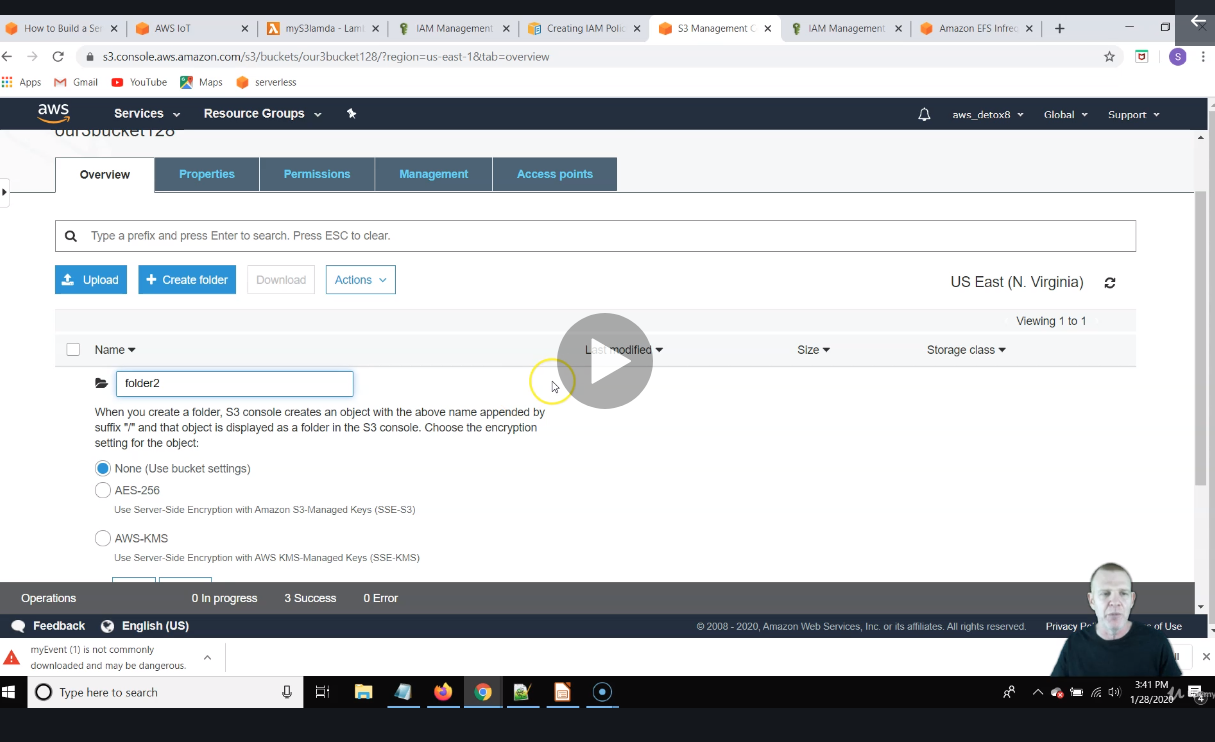 How to Build a Ser
AWS IoT
myS3lamda - Lamb
IAM Management
Creating IAM Polic
S3 Management C
IAM Management
Amazon EFS Infreq
s3.console.aws.amazon.com/s3/buckets/our3bucket128/?region=us-east-1&tab=overview
S
Apps
Gmail
YouTube
Maps
serverless
aws
Services
Resource Groups
aws_detox8
Global
Support
our3bucket128
Overview
Properties
Permissions
Management
Access points
Type a prefix and press Enter to search. Press ESC to clear.
Upload
Create folder
Download
Actions
US East (N. Virginia)
Viewing 1 to 1
Name
Last modified
Size
Storage class
folder2
When you create a folder, S3 console creates an object with the above name appended by
suffix "/" and that object is displayed as a folder in the S3 console. Choose the encryption
setting for the object:
None (Use bucket settings)
AES-256
Use Server-Side Encryption with Amazon S3-Managed Keys (SSE-S3)
AWS-KMS
Use Server-Side Encryption with AWS KMS-Managed Keys (SSE-KMS)
Operations
0 In progress
3 Success
0 Error
Feedback
English (US)
© 2008 - 2020, Amazon Web Services, Inc. or its affiliates. All rights reserved.
Privacy
of Use
myEvent (1) is not commonly
downloaded and may be dangerous.
Type here to search
3:41 PM
1/28/2020
4